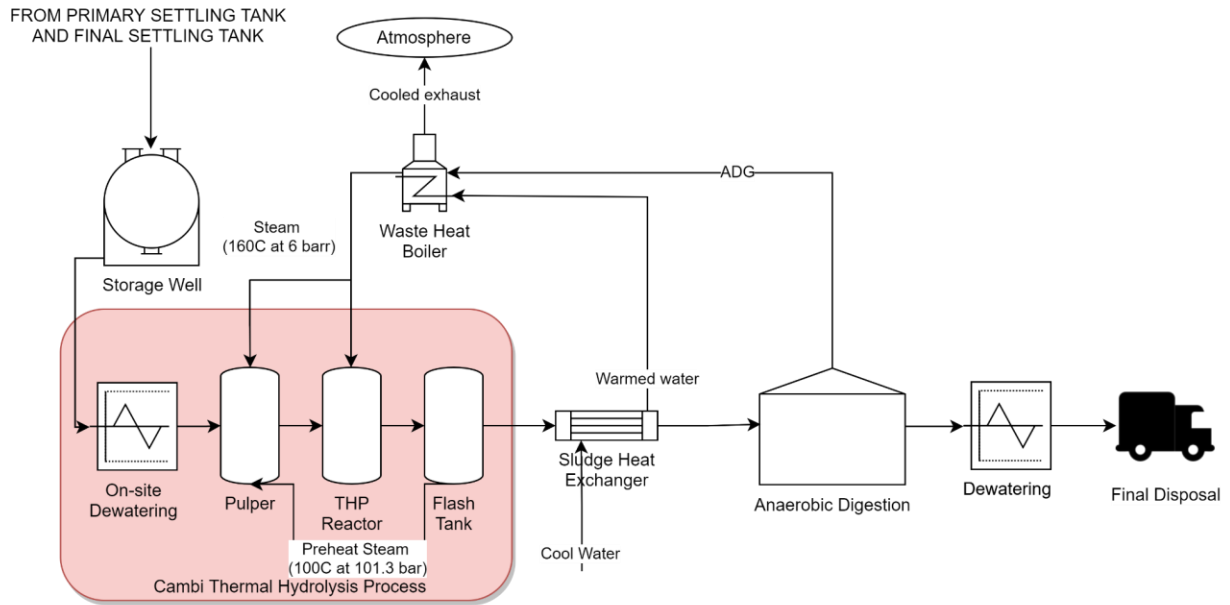 FROM PRIMARY SETTLING TANK
AND FINAL SETTLING TANK
Atmosphere
Cooled exhaust
ADG
Steam
(160C at 6 barr)
Waste Heat
Boiler
Storage Well
Warmed water
On-site
Dewatering
Pulper
THP
Reactor
Flash
Tank
Sludge Heat
Exchanger
Anaerobic Digestion
Dewatering
Final Disposal
Preheat Steam
(100C at 101.3 bar)
Cool Water
Cambi Thermal Hydrolysis Process